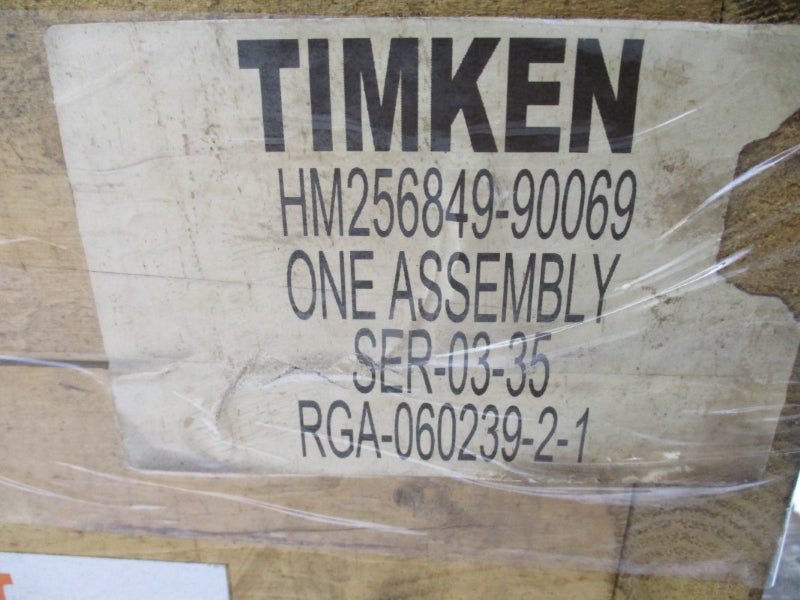 TIMKEN
HM256849-90069
ONE ASSEMBLY
SER-03-35
RGA-060239-2-1